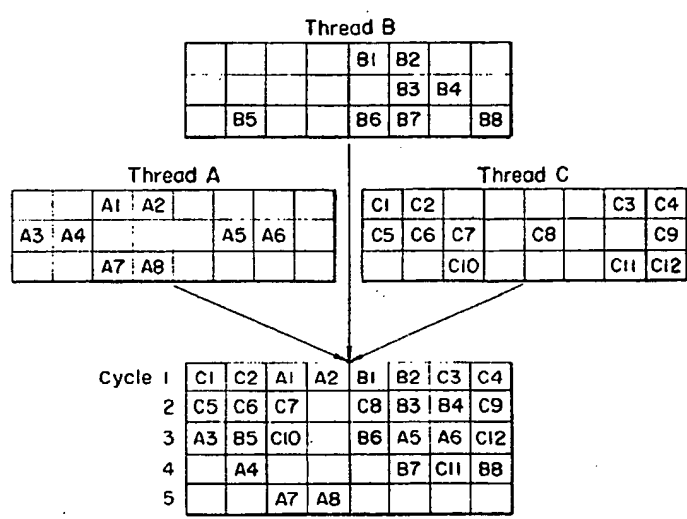 Thread B
B1 B2
B3 B4
B5 B6 B7 B8
Thread A
A1 A2
A3 A4 A5 A6
A7 A8
Thread C
C1 C2 C3 C4
C5 C6 C7 C8 C9
C10 C11 C12
Cycle 1 C1 C2 A1 A2 B1 B2 C3 C4
2 C5 C6 C7 C8 B3 B4 C9
3 A3 B5 C10 B6 A5 A6 C12
4 A4 B7 C11 B8
5 A7 A8